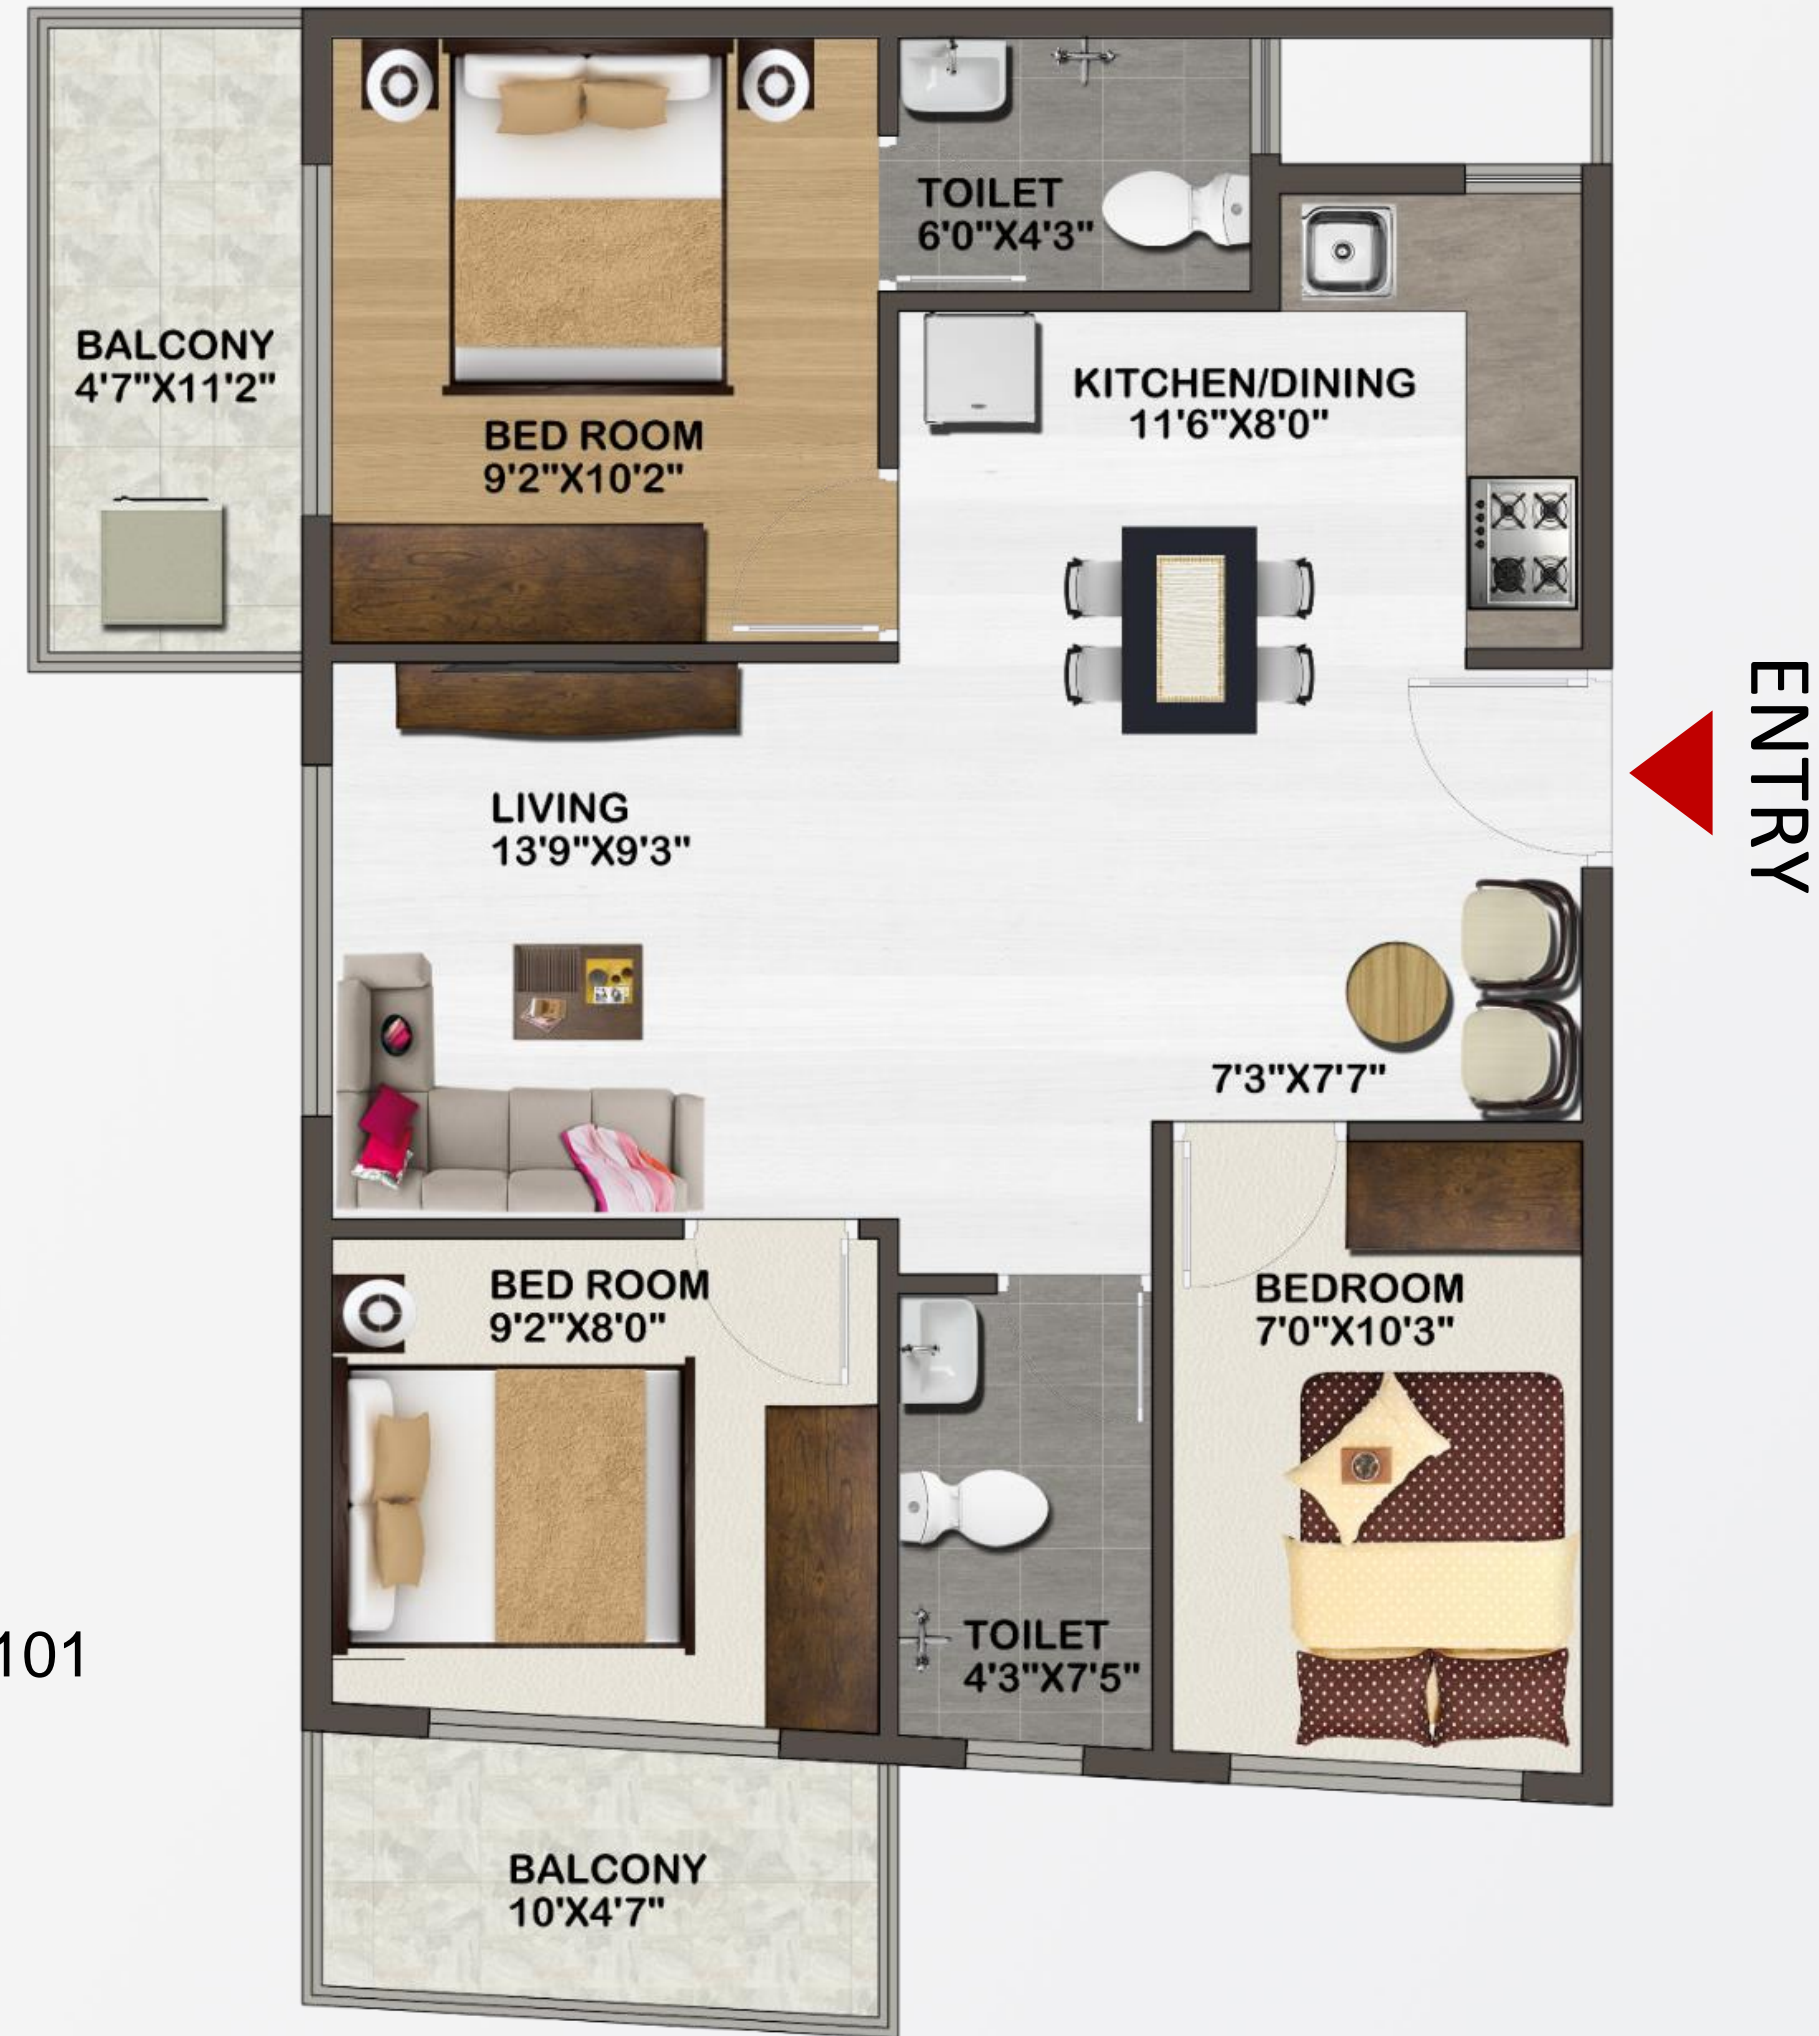 TOILET
6'0"X4'3"
BALCONY
4'7"X11'2"
KITCHEN/DINING
11'6"X8'0"
BED ROOM
9'2"X10'2"
ENTRY
LIVING
13'9"X9'3"
7'3"X7'7"
BED ROOM
9'2"X8'0"
BEDROOM
7'0"X10'3"
TOILET
4'3"X7'5"
101
BALCONY
10'X4'7"